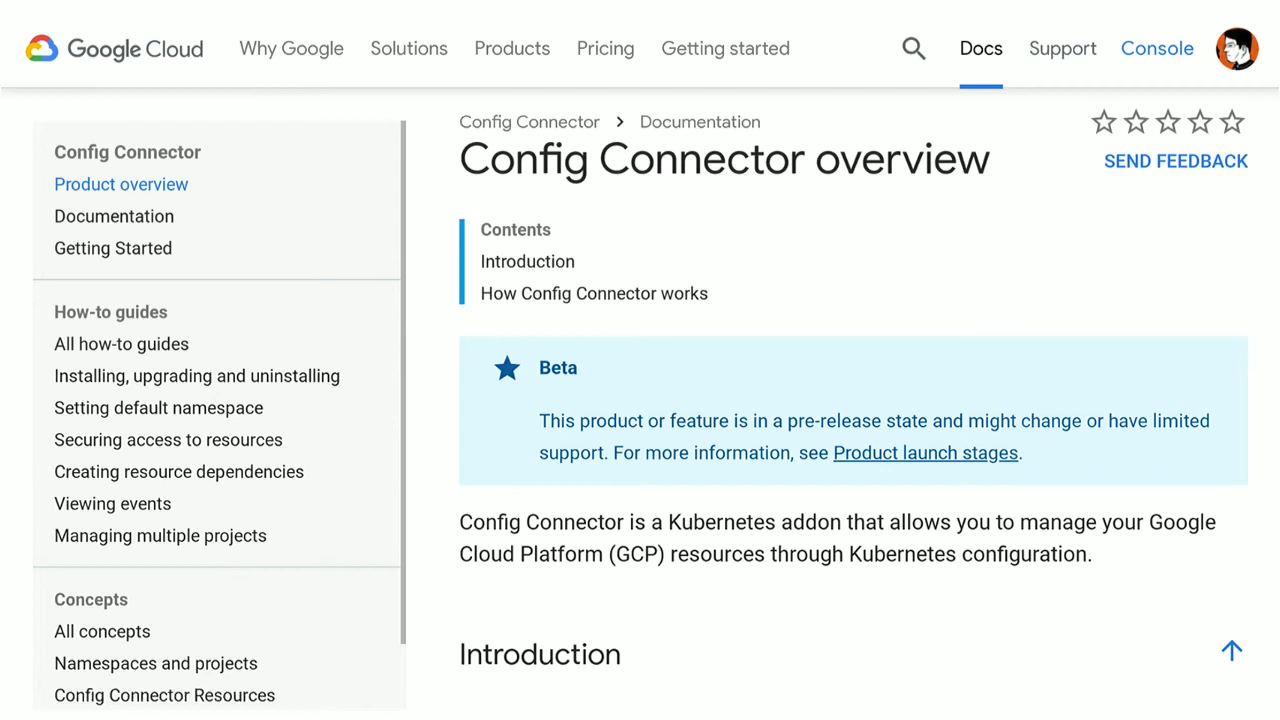 Google Cloud
Why Google
Solutions
Products
Pricing
Getting started
Docs
Support
Console
Config Connector
Product overview
Documentation
Getting Started
How-to guides
All how-to guides
Installing, upgrading and uninstalling
Setting default namespace
Securing access to resources
Creating resource dependencies
Viewing events
Managing multiple projects
Concepts
All concepts
Namespaces and projects
Config Connector Resources
Config Connector > Documentation
Config Connector overview
SEND FEEDBACK
Contents
Introduction
How Config Connector works
Beta
This product or feature is in a pre-release state and might change or have limited
support. For more information, see Product launch stages.
Config Connector is a Kubernetes addon that allows you to manage your Google
Cloud Platform (GCP) resources through Kubernetes configuration.
Introduction